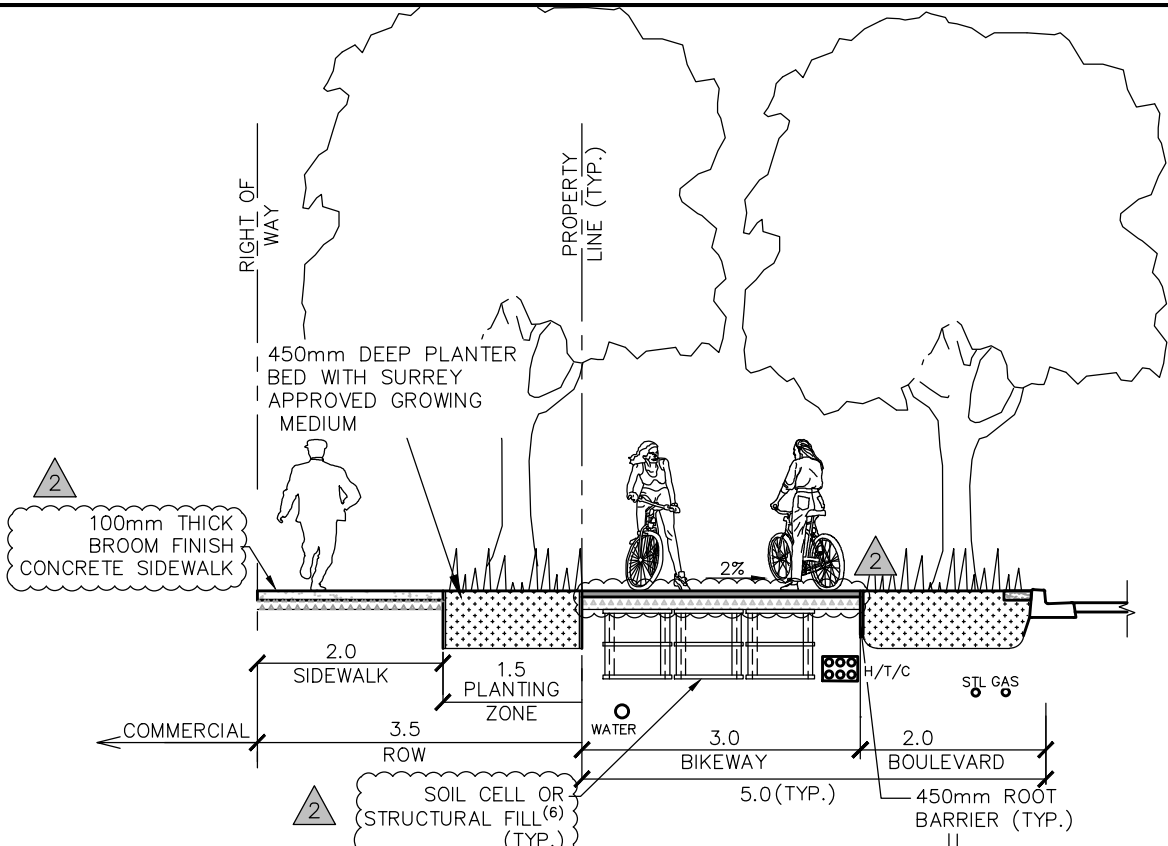 RIGHT OF
WAY
PROPERTY
LINE (TYP.)
450mm DEEP PLANTER
BED WITH SURREY
APPROVED GROWING
MEDIUM
2
100mm THICK
BROOM FINISH
CONCRETE SIDEWALK
2%
2
2.0
SIDEWALK
1.5
PLANTING
ZONE
H/T/C
STL GAS
WATER
COMMERCIAL
3.5
ROW
3.0
BIKEWAY
2.0
BOULEVARD
5.0 (TYP.)
2
SOIL CELL OR
STRUCTURAL FILL(6)
(TYP.)
450mm ROOT
BARRIER (TYP.)